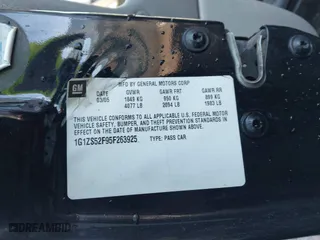 GM
MFD BY GENERAL MOTORS CORP
DATE GVWR GAWR FRT GAWR RR
03/05 1849 KG 950 KG 899 KG
4077 LB 2094 LB 1983 LB
THIS VEHICLE CONFORMS TO ALL APPLICABLE U.S. FEDERAL MOTOR
VEHICLE SAFETY, BUMPER, AND THEFT PREVENTION STANDARDS IN
EFFECT ON THE DATE OF MANUFACTURE SHOWN ABOVE.
1G1ZS52F95F263925 TYPE: PASS CAR